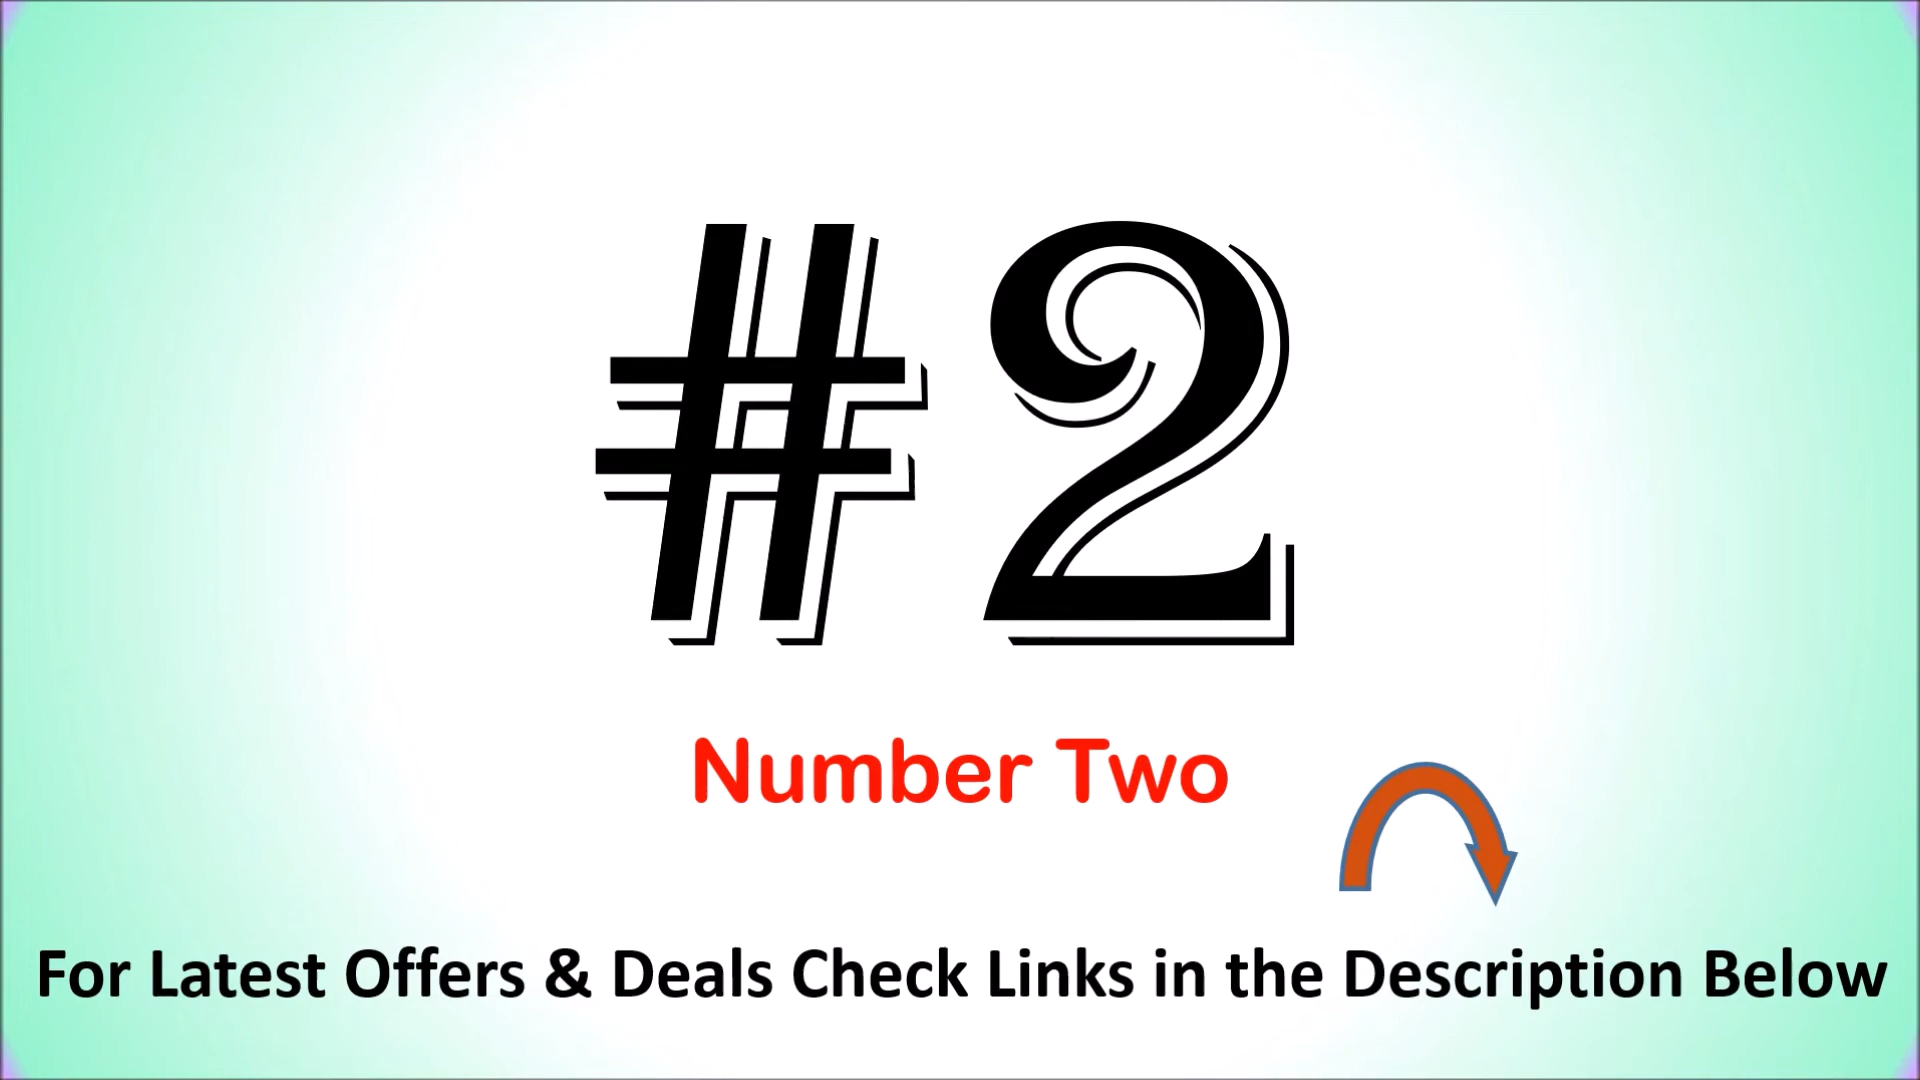 #2
Number Two
For Latest Offers & Deals Check Links in the Description Below